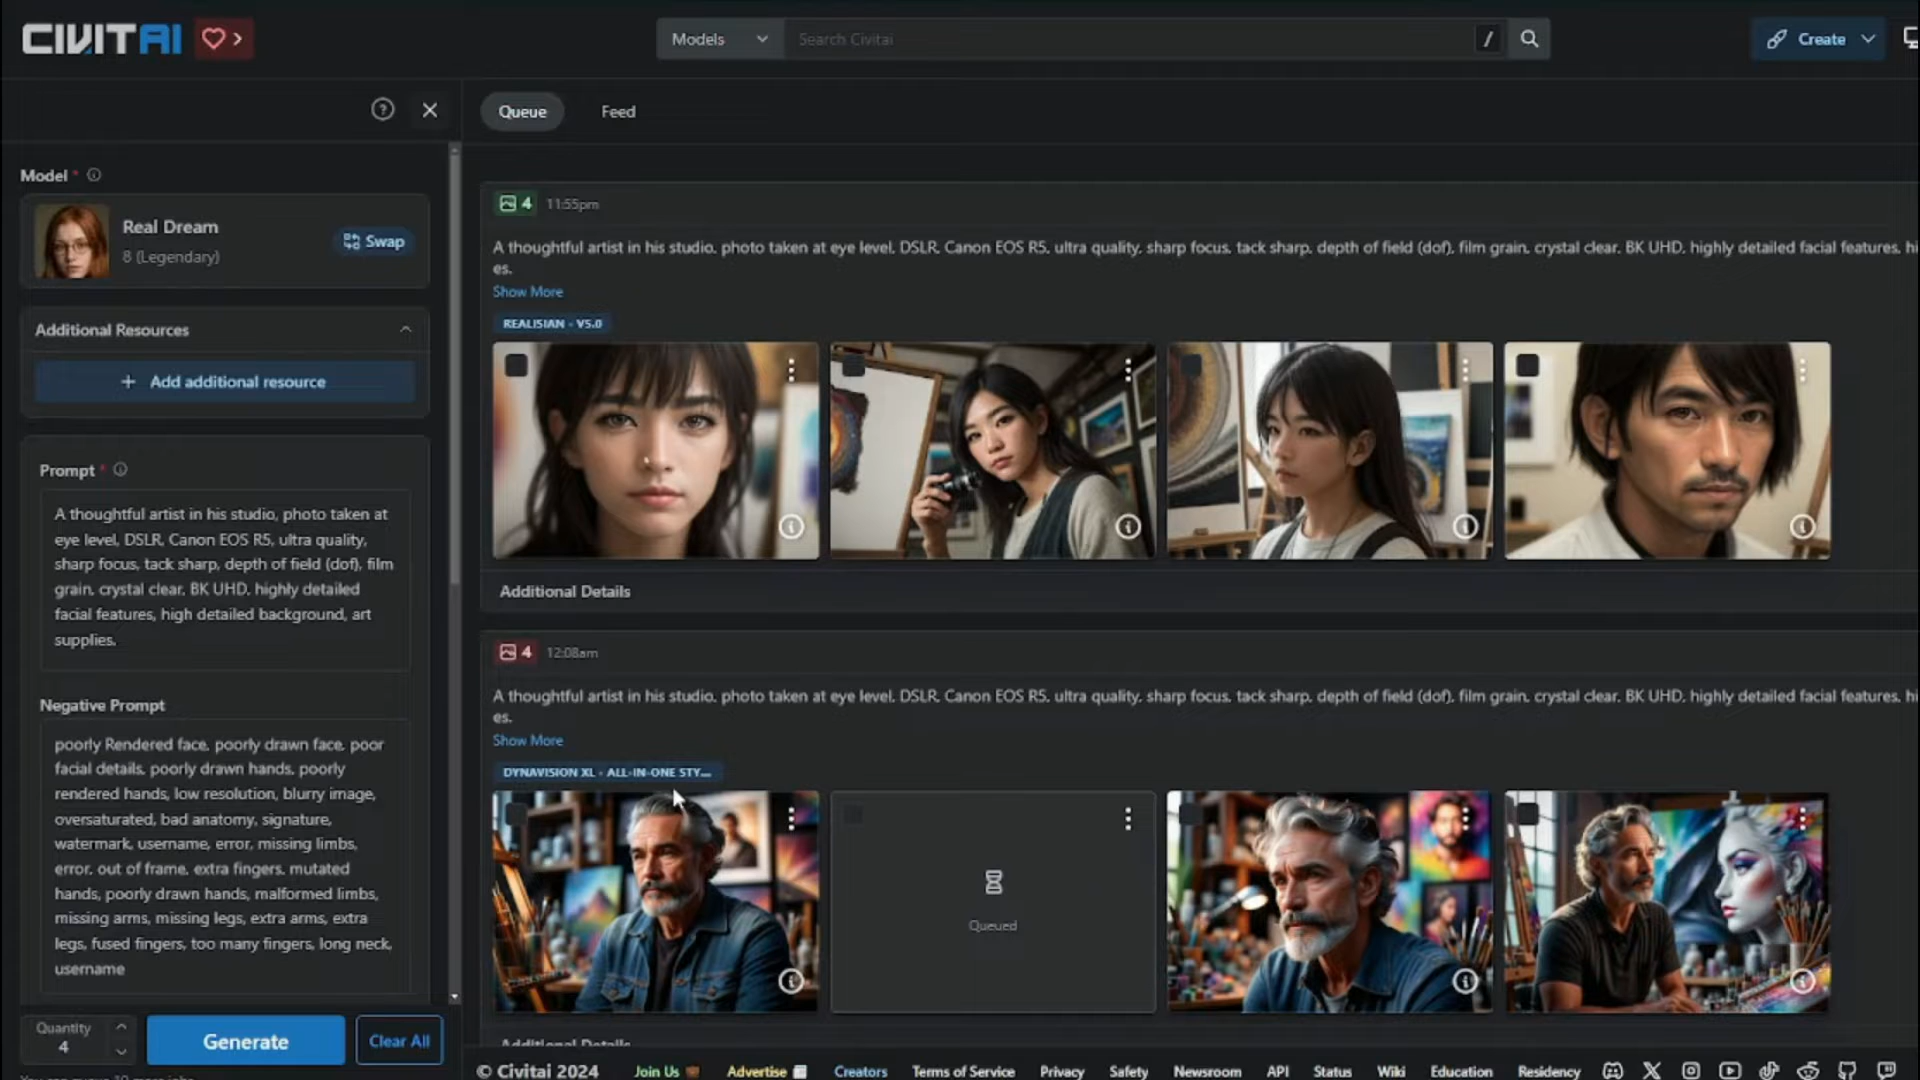 CIVITAI
Models
Search Civitai
/
Create
Queue
Feed
Model *
Real Dream
8 (Legendary)
Swap
Additional Resources
+ Add additional resource
Prompt *
A thoughtful artist in his studio, photo taken at
eye level, DSLR, Canon EOS R5, ultra quality,
sharp focus, tack sharp, depth of field (dof), film
grain, crystal clear, BK UHD, highly detailed
facial features, high detailed background, art
supplies.
Negative Prompt
poorly Rendered face, poorly drawn face, poor
facial details, poorly drawn hands, poorly
rendered hands, low resolution, blurry image,
oversaturated, bad anatomy, signature,
watermark, username, error, missing limbs,
error, out of frame, extra fingers, mutated
hands, poorly drawn hands, malformed limbs,
missing arms, missing legs, extra arms, extra
legs, fused fingers, too many fingers, long neck,
username
Quantity
4
Generate
Clear All
4 11:55pm
A thoughtful artist in his studio, photo taken at eye level, DSLR, Canon EOS R5, ultra quality, sharp focus, tack sharp, depth of field (dof), film grain, crystal clear, BK UHD, highly detailed facial features, hi
es.
Show More
REALISIAN - V5.0
Additional Details
4 12:08am
A thoughtful artist in his studio, photo taken at eye level, DSLR, Canon EOS R5, ultra quality, sharp focus, tack sharp, depth of field (dof), film grain, crystal clear, BK UHD, highly detailed facial features, hi
es.
Show More
DYNAVISION XL - ALL-IN-ONE STY...
Queued
Additional Details
© Civitai 2024 Join Us Advertise Creators Terms of Service Privacy Safety Newsroom API Status Wiki Education Residency